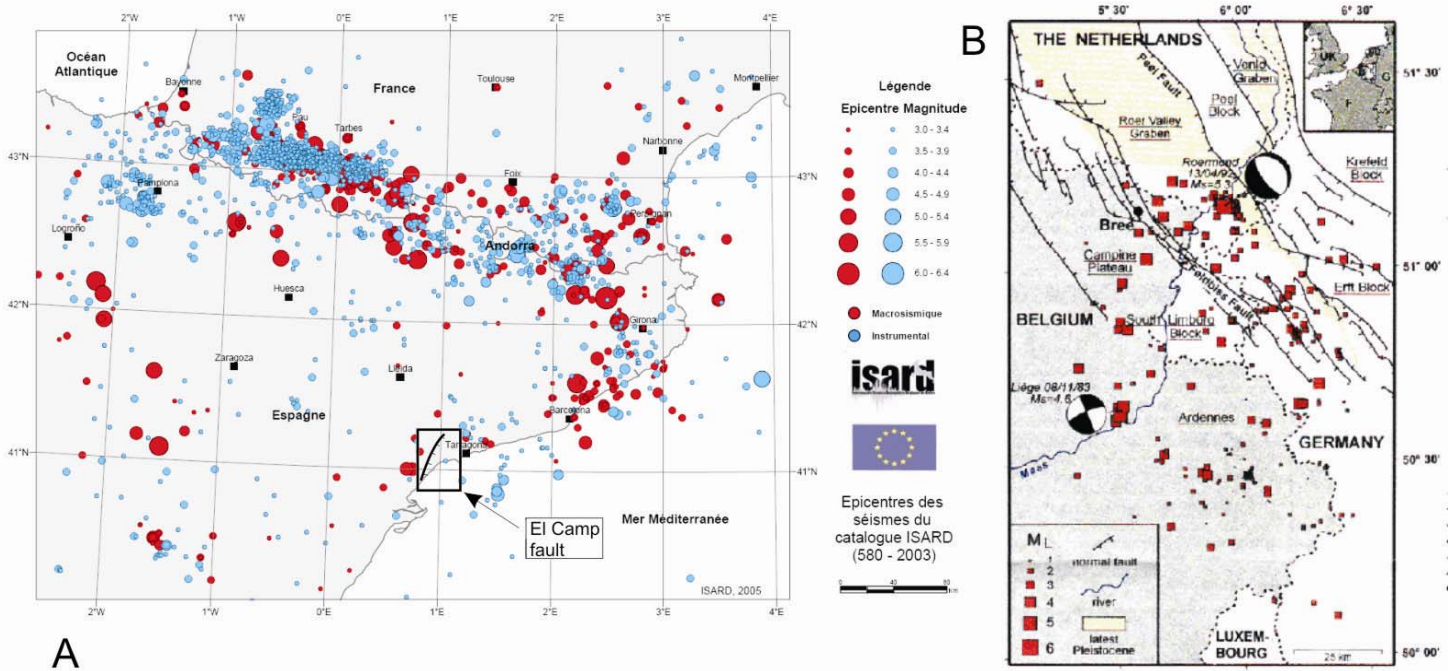 2°W
1°W
0°E
1°E
2°E
3°E
4°E
Océan
Atlantique
Bayonne
France
Toulouse
Montpellier
Pau
Tarbes
Narbonne
43°N
43°N
Foix
Pamplona
Perpignan
Logroño
Andorra
Huesca
42°N
42°N
Girona
Zaragoza
Lleida
Espagne
Barcelona
Tarragona
41°N
41°N
El Camp
fault
Mer Méditerranée
ISARD, 2005
2°W
1°W
0°W
1°E
2°E
3°E
4°E
A
Légende
Epicentre Magnitude
3.0 - 3.4
3.5 - 3.9
4.0 - 4.4
4.5 - 4.9
5.0 - 5.4
5.5 - 5.9
6.0 - 6.4
Macrosismique
Instrumental
isard
Epicentres des
séismes du
catalogue ISARD
(580 - 2003)
0
20
40
80
B
5° 30'
6° 00'
6° 30'
THE NETHERLANDS
UK
G
F
51° 30'
Peel Fault
Venlo
Graben
Peel
Block
Roer Valley
Graben
Roermond
13/04/92
Ms=5.3
Krefeld
Block
Bree
Campine
Plateau
51° 00'
Erft Block
BELGIUM
South Limburg
Block
Liège 08/11/83
Ms=4.6
Ardennes
GERMANY
50° 30'
Maas
ML
1
2
3
4
5
6
normal fault
river
latest
Pleistocene
LUXEM-
BOURG
25 km
50° 00'